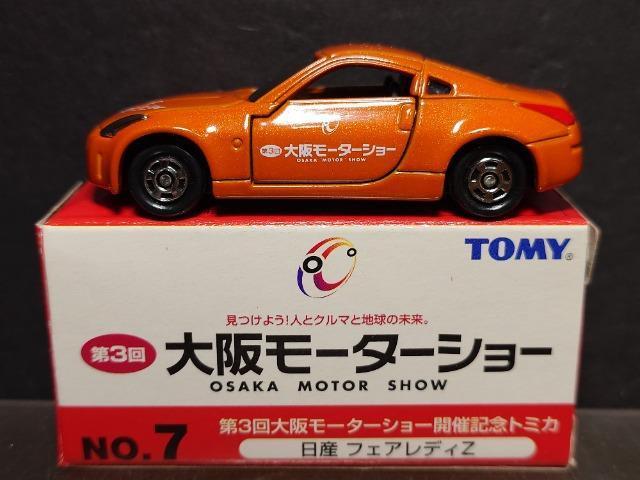 第3回 大阪モーターショー
OSAKA MOTOR SHOW
TOMY®
見つけよう!人とクルマと地球の未来。
第3回 大阪モーターショー
OSAKA MOTOR SHOW
NO.7
第3回大阪モーターショー開催記念トミカ
日産 フェアレディZ